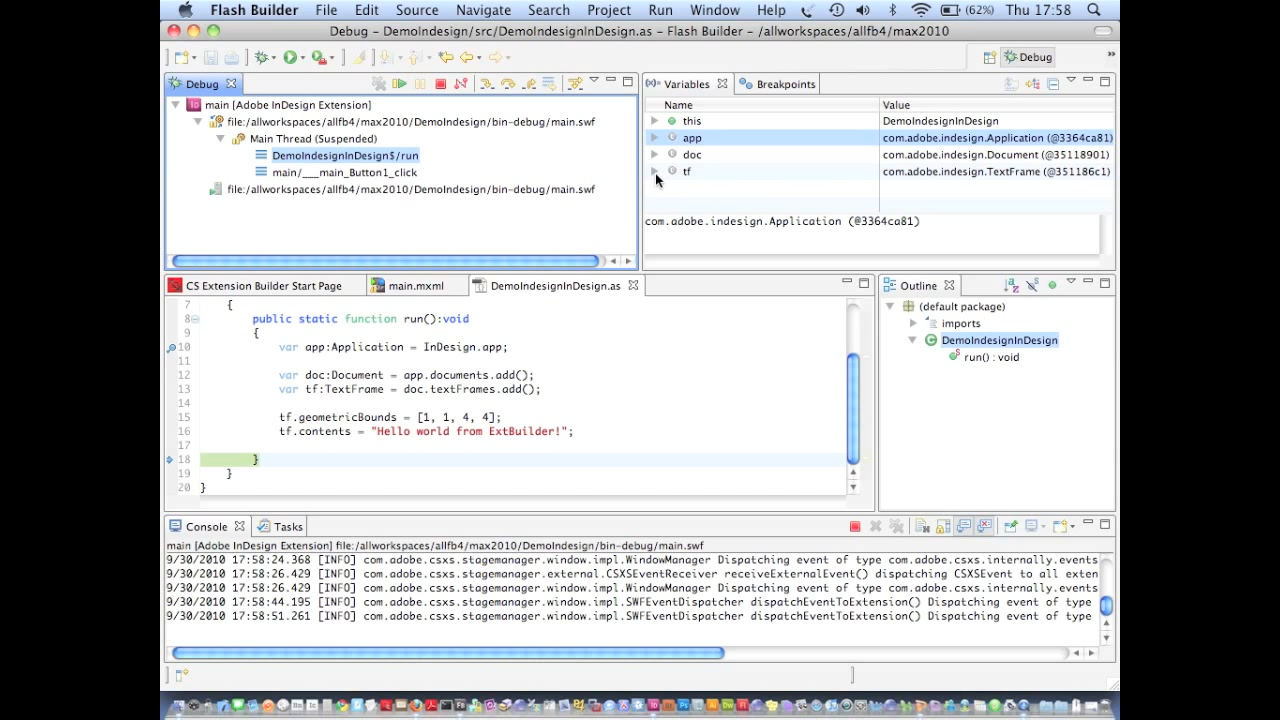 Flash Builder File Edit Source Navigate Search Project Run Window Help (62%) Thu 17:58
Debug - DemoIndesign/src/DemoIndesignInDesign.as - Flash Builder - /allworkspaces/allfb4/max2010
Debug
Debug
main [Adobe InDesign Extension]
file:/allworkspaces/allfb4/max2010/DemoIndesign/bin-debug/main.swf
Main Thread (Suspended)
DemoIndesignInDesign$/run
main/___main_Button1_click
file:/allworkspaces/allfb4/max2010/DemoIndesign/bin-debug/main.swf
Variables Breakpoints
Name Value
this DemoIndesignInDesign
app com.adobe.indesign.Application (@3364ca81)
doc com.adobe.indesign.Document (@35118901)
tf com.adobe.indesign.TextFrame (@351186c1)
com.adobe.indesign.Application (@3364ca81)
CS Extension Builder Start Page main.mxml DemoIndesignInDesign.as
7 {
8 public static function run():void
9 {
10 var app:Application = InDesign.app;
11
12 var doc:Document = app.documents.add();
13 var tf:TextFrame = doc.textFrames.add();
14
15 tf.geometricBounds = [1, 1, 4, 4];
16 tf.contents = "Hello world from ExtBuilder!";
17
18 }
19 }
20 }
Outline
(default package)
imports
DemoIndesignInDesign
run() : void
Console Tasks
main [Adobe InDesign Extension] file:/allworkspaces/allfb4/max2010/DemoIndesign/bin-debug/main.swf
9/30/2010 17:58:24.368 [INFO] com.adobe.csxs.stagemanager.window.impl.WindowManager Dispatching event of type com.adobe.csxs.internally.events
9/30/2010 17:58:26.429 [INFO] com.adobe.csxs.stagemanager.external.CSXSEventReceiver receiveExternalEvent() dispatching CSXSEvent to all exten
9/30/2010 17:58:26.429 [INFO] com.adobe.csxs.stagemanager.window.impl.WindowManager Dispatching event of type com.adobe.csxs.internally.events
9/30/2010 17:58:44.195 [INFO] com.adobe.csxs.stagemanager.window.impl.SWFEventDispatcher dispatchEventToExtension() Dispatching event of type
9/30/2010 17:58:51.261 [INFO] com.adobe.csxs.stagemanager.window.impl.SWFEventDispatcher dispatchEventToExtension() Dispatching event of type